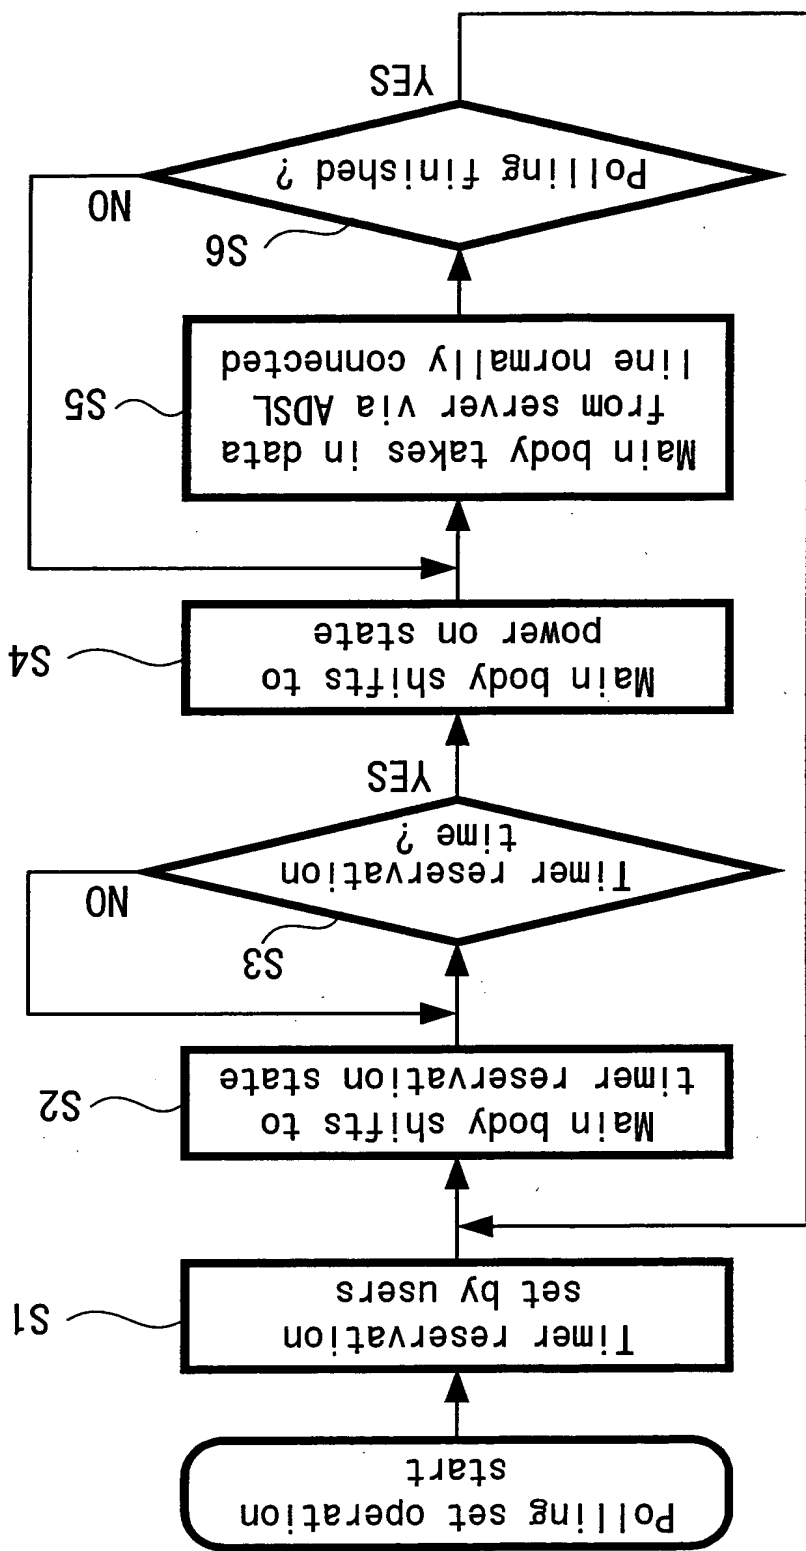 Polling set operation
start
Timer reservation
set by users
S1
Main body shifts to
timer reservation state
S2
Timer reservation
time ?
S3
NO
YES
Main body shifts to
power on state
S4
Main body takes in data
from server via ADSL
line normally connected
S5
Polling finished ?
S6
NO
YES